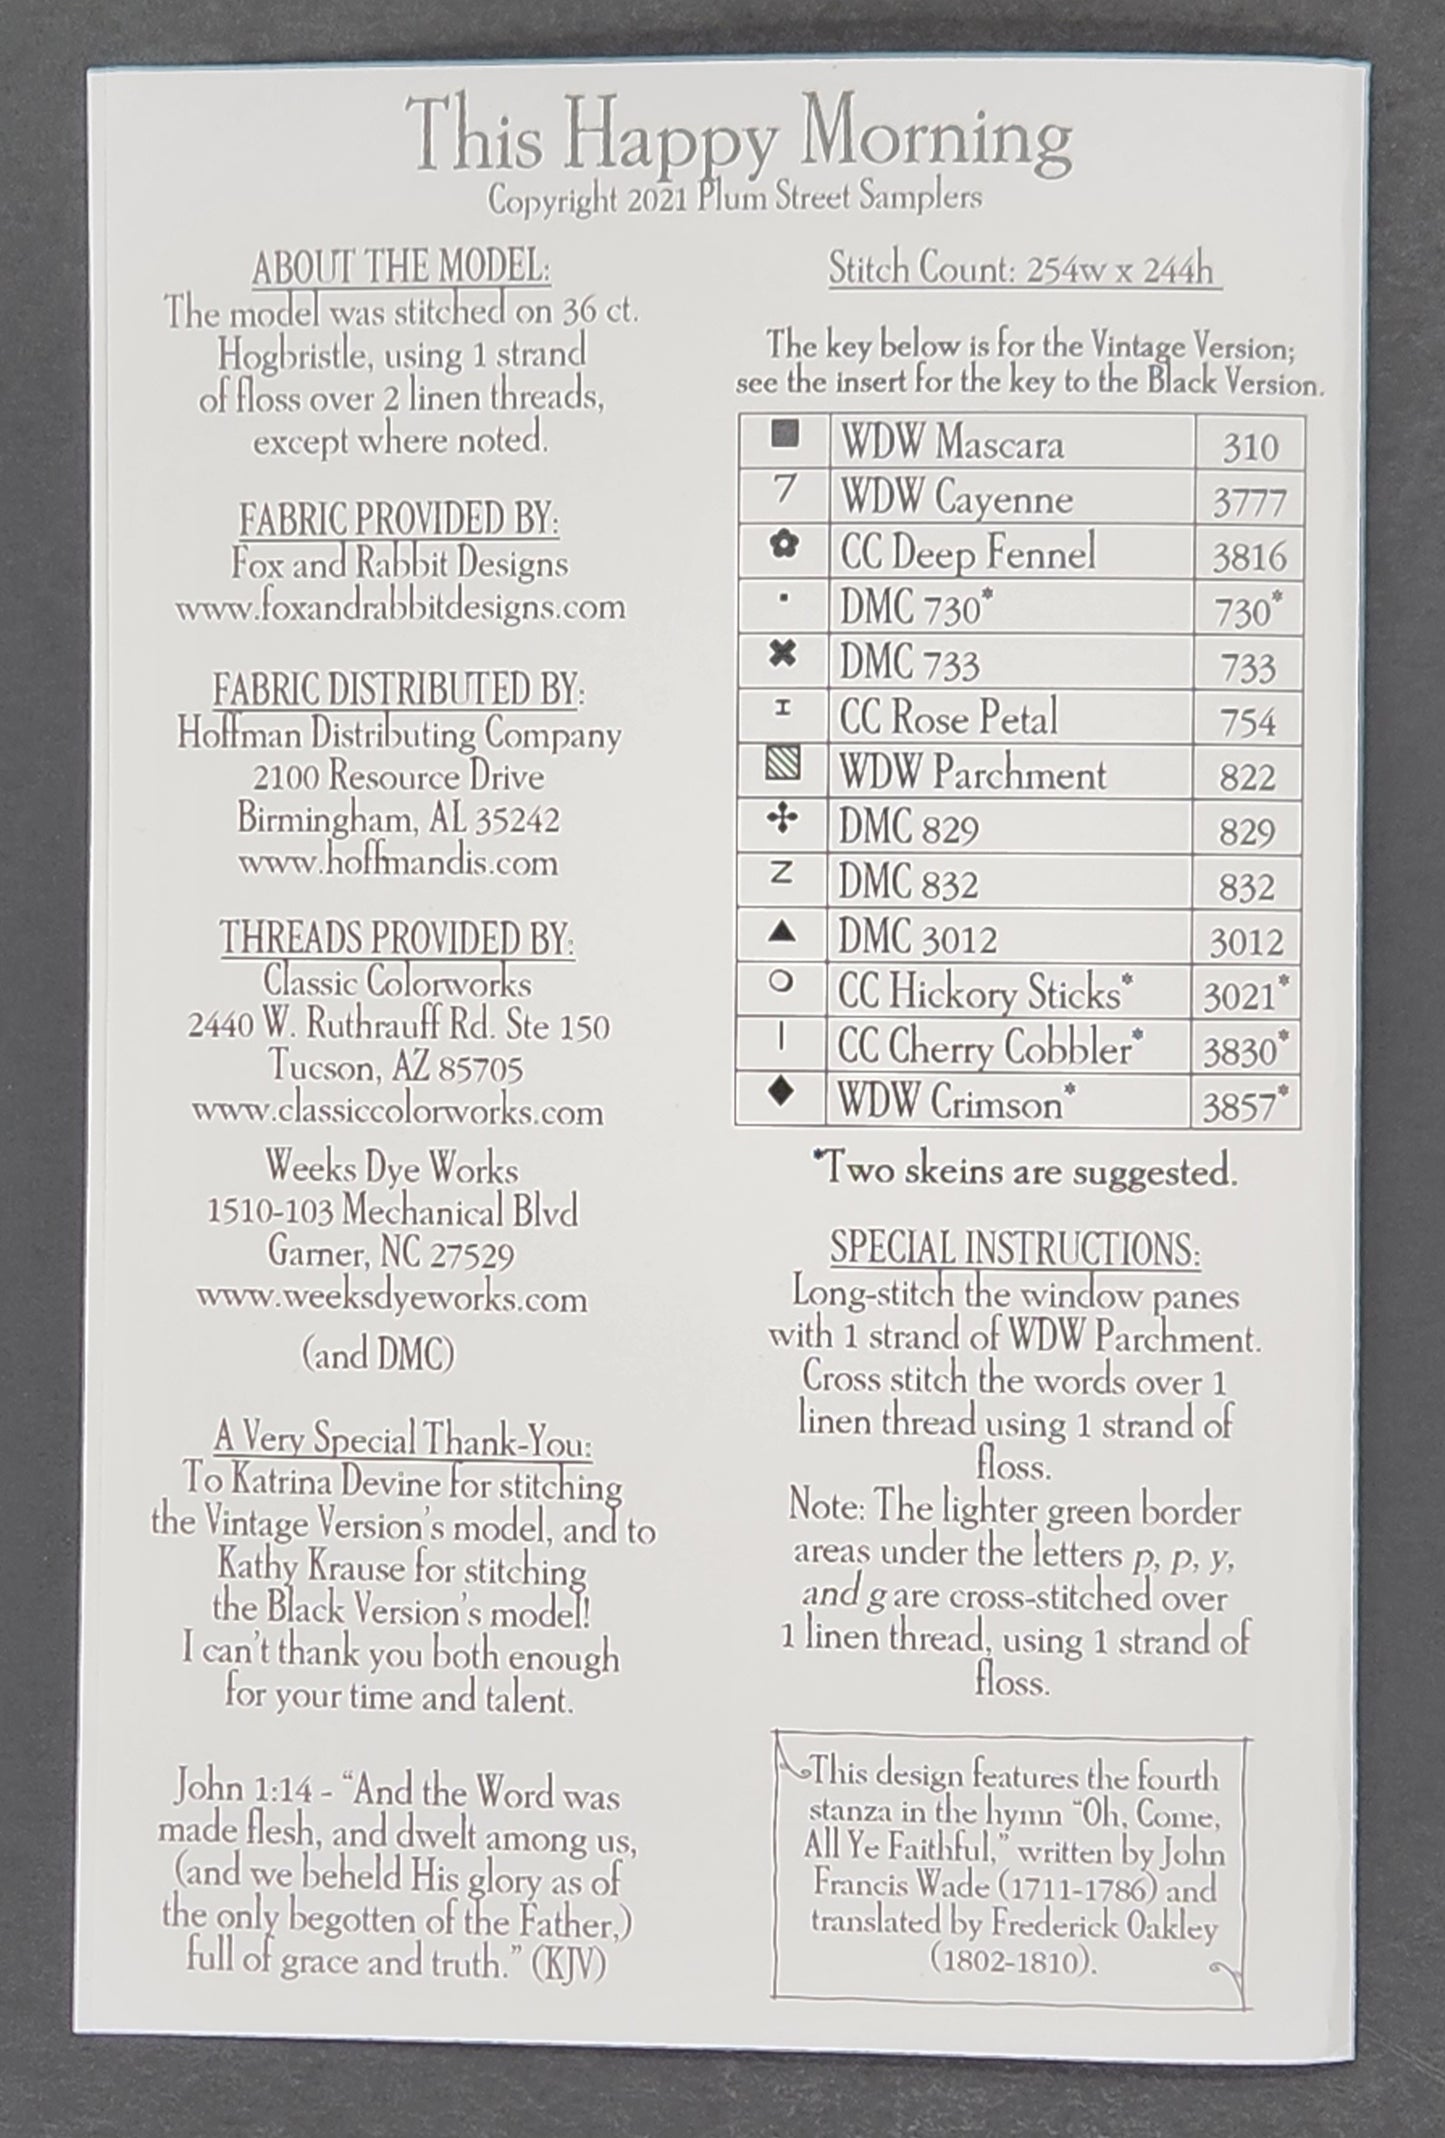 This Happy Morning
Copyright 2021 Plum Street Samplers
ABOUT THE MODEL:
The model was stitched on 36 ct.
Hogbristle, using 1 strand
of floss over 2 linen threads,
except where noted.
FABRIC PROVIDED BY:
Fox and Rabbit Designs
www.foxandrabbitdesigns.com
FABRIC DISTRIBUTED BY:
Hoffman Distributing Company
2100 Resource Drive
Birmingham, AL 35242
www.hoffmandis.com
THREADS PROVIDED BY:
Classic Colorworks
2440 W. Ruthrauff Rd. Ste 150
Tucson, AZ 85705
www.classiccolorworks.com
Weeks Dye Works
1510-103 Mechanical Blvd
Garner, NC 27529
www.weeksdyeworks.com
(and DMC)
A Very Special Thank-You:
To Katrina Devine for stitching
the Vintage Version's model, and to
Kathy Krause for stitching
the Black Version's model!
I can't thank you both enough
for your time and talent.
John 1:14 - "And the Word was
made flesh, and dwelt among us,
(and we beheld His glory as of
the only begotten of the Father,)
full of grace and truth." (KJV)
Stitch Count: 254w x 244h
The key below is for the Vintage Version;
see the insert for the key to the Black Version.
■ WDW Mascara 310
7 WDW Cayenne 3777
✿ CC Deep Fennel 3816
▪ DMC 730* 730*
✖ DMC 733 733
I CC Rose Petal 754
▧ WDW Parchment 822
✣ DMC 829 829
Z DMC 832 832
▲ DMC 3012 3012
○ CC Hickory Sticks* 3021*
| CC Cherry Cobbler* 3830*
◆ WDW Crimson* 3857*
*Two skeins are suggested.
SPECIAL INSTRUCTIONS:
Long-stitch the window panes
with 1 strand of WDW Parchment.
Cross stitch the words over 1
linen thread using 1 strand of
floss.
Note: The lighter green border
areas under the letters p, p, y,
and g are cross-stitched over
1 linen thread, using 1 strand of
floss.
This design features the fourth
stanza in the hymn "Oh, Come,
All Ye Faithful," written by John
Francis Wade (1711-1786) and
translated by Frederick Oakley
(1802-1810).